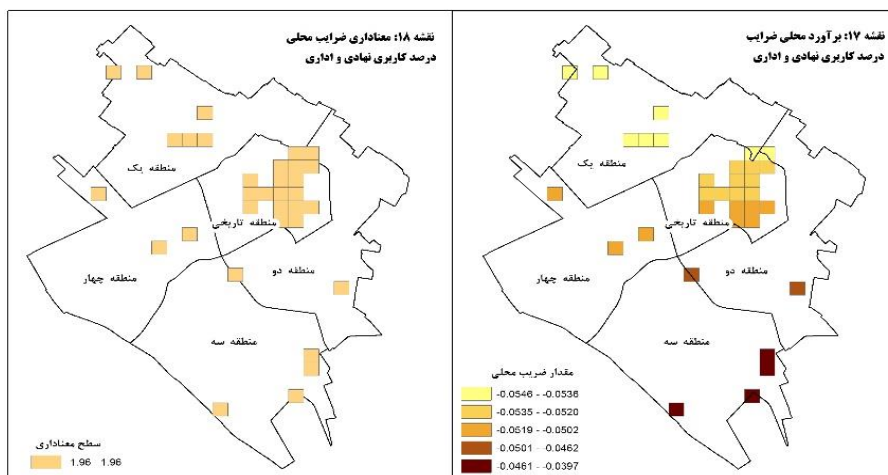 نقشه ۱۷: برآورد محلی ضرایب
درصد کاربری نهادی و اداری
منطقه یک
منطقه تاریخی
منطقه دو
منطقه چهار
منطقه سه
مقدار ضریب محلی
-0.0546 - -0.0536
-0.0535 - -0.0520
-0.0519 - -0.0502
-0.0501 - -0.0462
-0.0461 - -0.0397
نقشه ۱۸: معناداری ضرایب محلی
درصد کاربری نهادی و اداری
منطقه یک
منطقه تاریخی
منطقه دو
منطقه چهار
منطقه سه
سطح معناداری
1.96 1.96